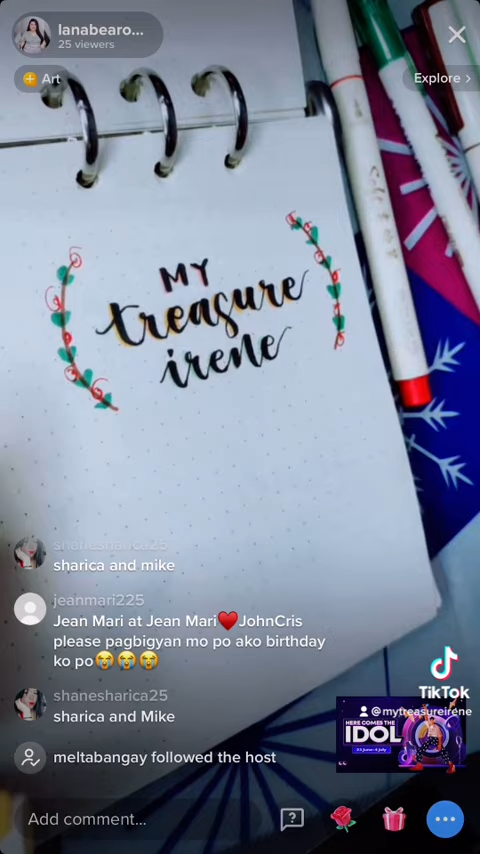 lanabearo...
25 viewers
Art
Explore >
MY
treasure
irene
shanesharica25
sharica and mike
jeanmari225
Jean Mari at Jean Mari❤️JohnCris
please pagbigyan mo po ako birthday
ko po😭😭😭
shanesharica25
sharica and Mike
meltabangay followed the host
TikTok
@mytreasureirene
HERE COMES THE
IDOL
Add comment...